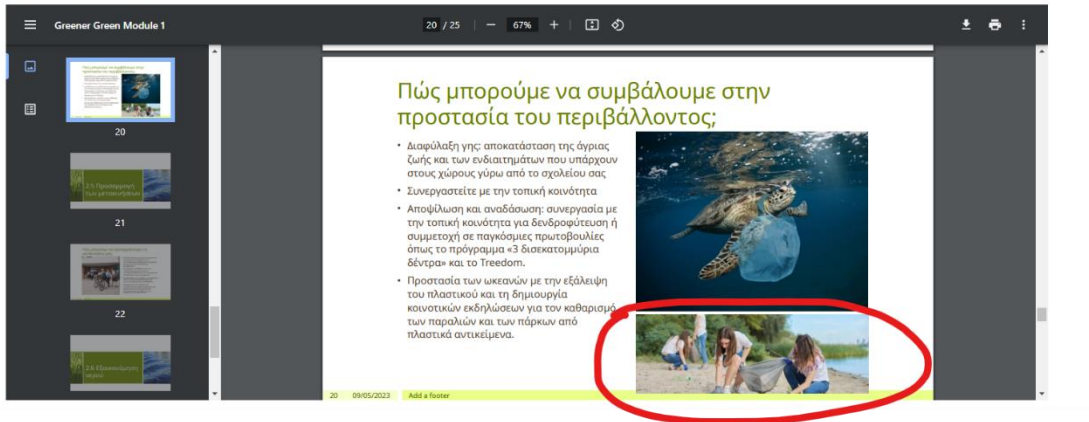 Greener Green Module 1
20 / 25
67%
20
21
22
Πώς μπορούμε να συμβάλουμε στην
προστασία του περιβάλλοντος;
• Διαφύλαξη γης: αποκατάσταση της άγριας
ζωής και των ενδιαιτημάτων που υπάρχουν
στους χώρους γύρω από το σχολείου σας
• Συνεργαστείτε με την τοπική κοινότητα
• Αποψίλωση και αναδάσωση: συνεργασία με
την τοπική κοινότητα για δενδροφύτευση ή
συμμετοχή σε παγκόσμιες πρωτοβουλίες
όπως το πρόγραμμα «3 δισεκατομμύρια
δέντρα» και το Treedom.
• Προστασία των ωκεανών με την εξάλειψη
του πλαστικού και τη δημιουργία
κοινοτικών εκδηλώσεων για τον καθαρισμό
των παραλιών και των πάρκων από
πλαστικά αντικείμενα.
20 09/05/2023 Add a footer